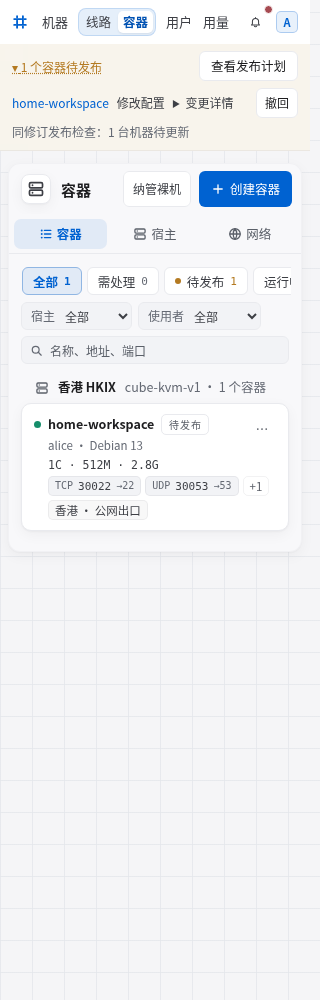 机器 线路 容器 用户 用量 A
▾ 1 个容器待发布 查看发布计划
home-workspace 修改配置 ▶ 变更详情 撤回
同修订发布检查：1 台机器待更新
容器 纳管裸机 + 创建容器
容器 宿主 网络
全部 1 需处理 0 待发布 1
宿主 全部 使用者 全部
名称、地址、端口
香港 HKIX cube-kvm-v1 · 1 个容器
home-workspace 待发布 ...
alice · Debian 13
1C · 512M · 2.8G
TCP 30022 →22 UDP 30053 →53 +1
香港 · 公网出口